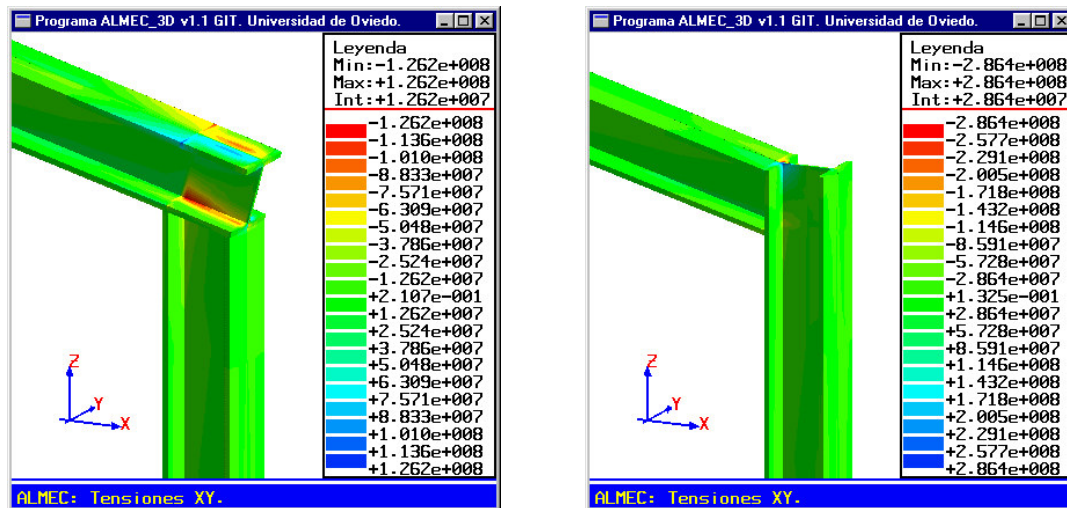 Programa ALMEC_3D v1.1 GIT. Universidad de Oviedo.
Leyenda
Min:-1.262e+008
Max:+1.262e+008
Int:+1.262e+007
-1.262e+008
-1.136e+008
-1.010e+008
-8.833e+007
-7.571e+007
-6.309e+007
-5.048e+007
-3.786e+007
-2.524e+007
-1.262e+007
+2.107e-001
+1.262e+007
+2.524e+007
+3.786e+007
+5.048e+007
+6.309e+007
+7.571e+007
+8.833e+007
+1.010e+008
+1.136e+008
+1.262e+008
Z
Y
X
ALMEC: Tensiones XY.
Programa ALMEC_3D v1.1 GIT. Universidad de Oviedo.
Leyenda
Min:-2.864e+008
Max:+2.864e+008
Int:+2.864e+007
-2.864e+008
-2.577e+008
-2.291e+008
-2.005e+008
-1.718e+008
-1.432e+008
-1.146e+008
-8.591e+007
-5.728e+007
-2.864e+007
+1.325e-001
+2.864e+007
+5.728e+007
+8.591e+007
+1.146e+008
+1.432e+008
+1.718e+008
+2.005e+008
+2.291e+008
+2.577e+008
+2.864e+008
Z
Y
X
ALMEC: Tensiones XY.